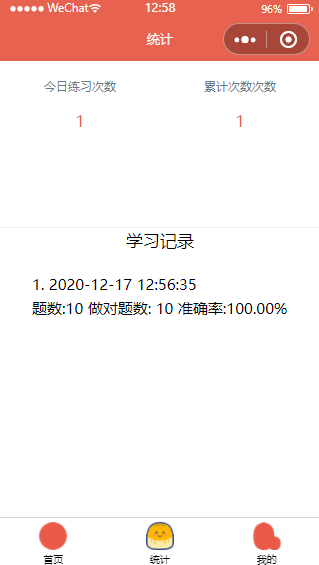 WeChat 12:58 96%
统计
今日练习次数 累计次数次数
1 1
学习记录
1. 2020-12-17 12:56:35
题数:10 做对题数: 10 准确率:100.00%
首页 统计 我的